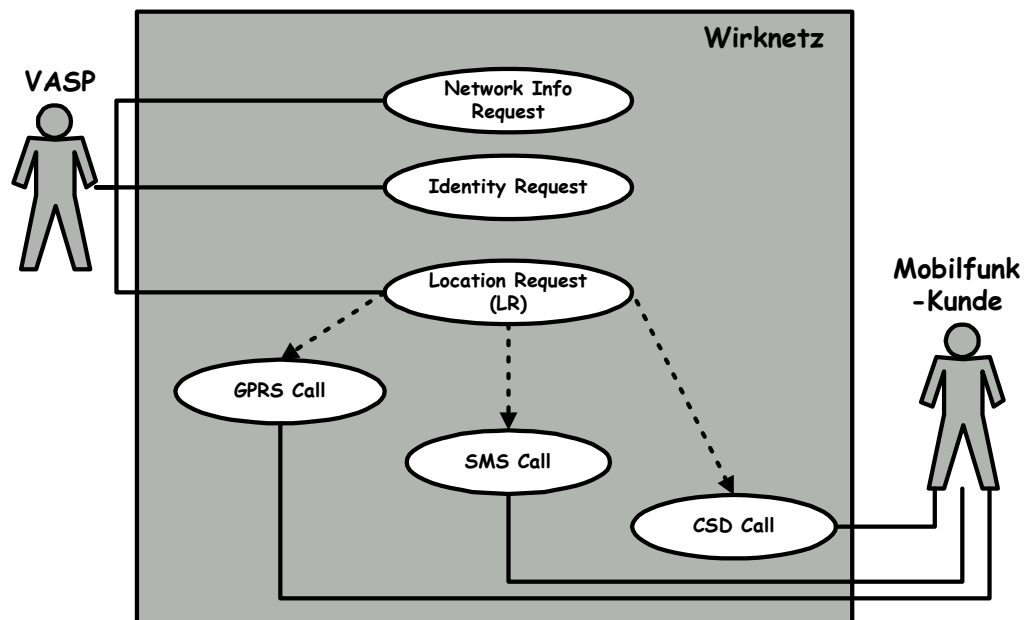 Wirknetz
VASP
Network Info
Request
Identity Request
Location Request
(LR)
Mobilfunk
-Kunde
GPRS Call
SMS Call
CSD Call